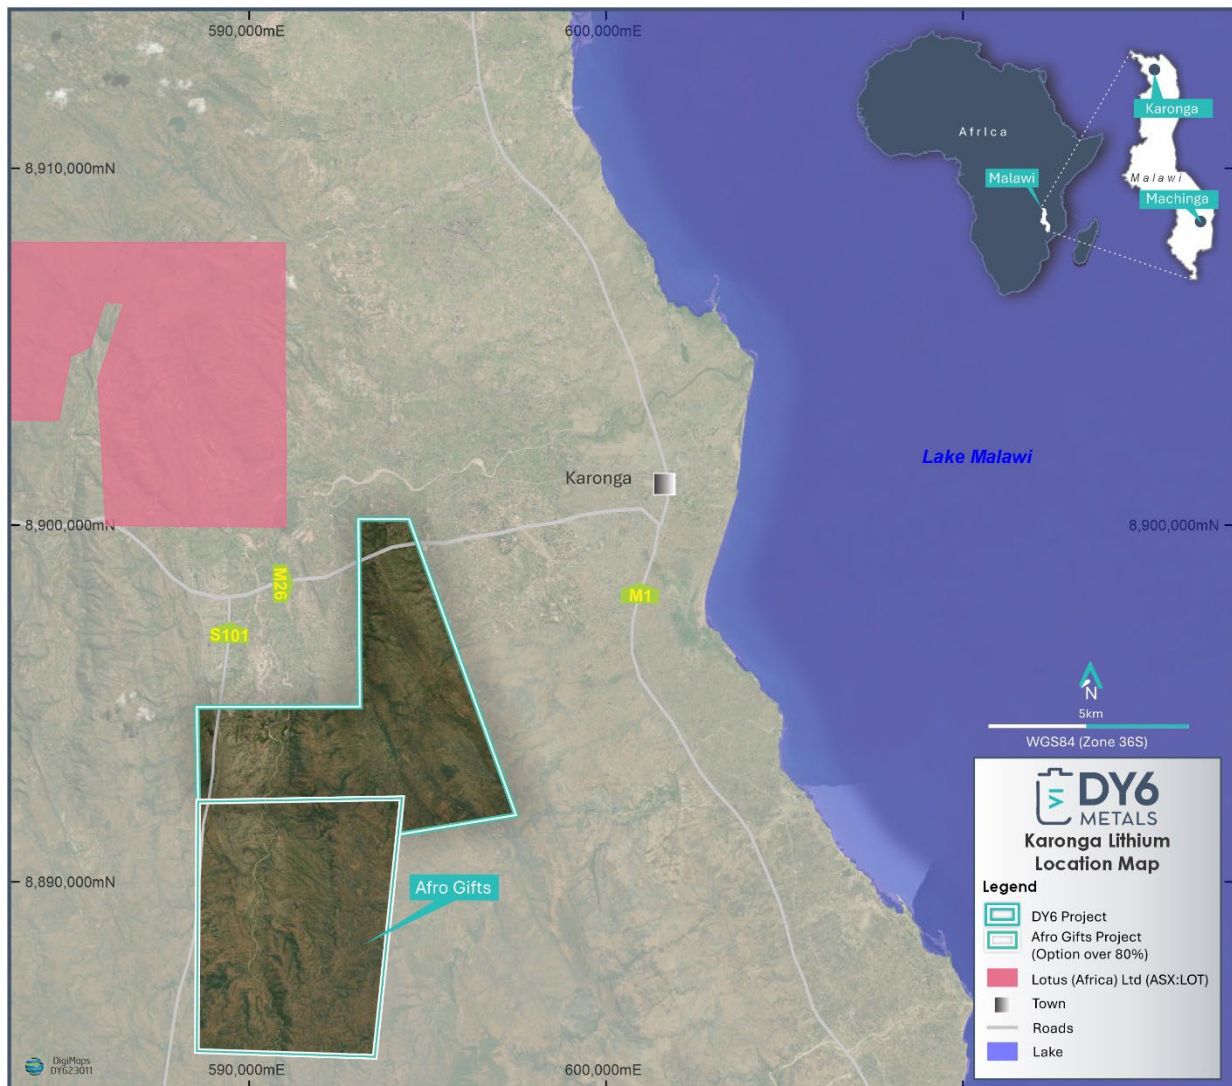 590,000mE
600,000mE
Africa
Karonga
Malawi
Malawi
Machinga
8,910,000mN
Lake Malawi
Karonga
8,900,000mN
8,900,000mN
M26
M1
S101
N
5km
WGS84 (Zone 36S)
DY6
METALS
Karonga Lithium
Location Map
Legend
DY6 Project
Afro Gifts Project
(Option over 80%)
Lotus (Africa) Ltd (ASX:LOT)
Town
Roads
Lake
8,890,000mN
Afro Gifts
DigiMaps
DY623011
590,000mE
600,000mE